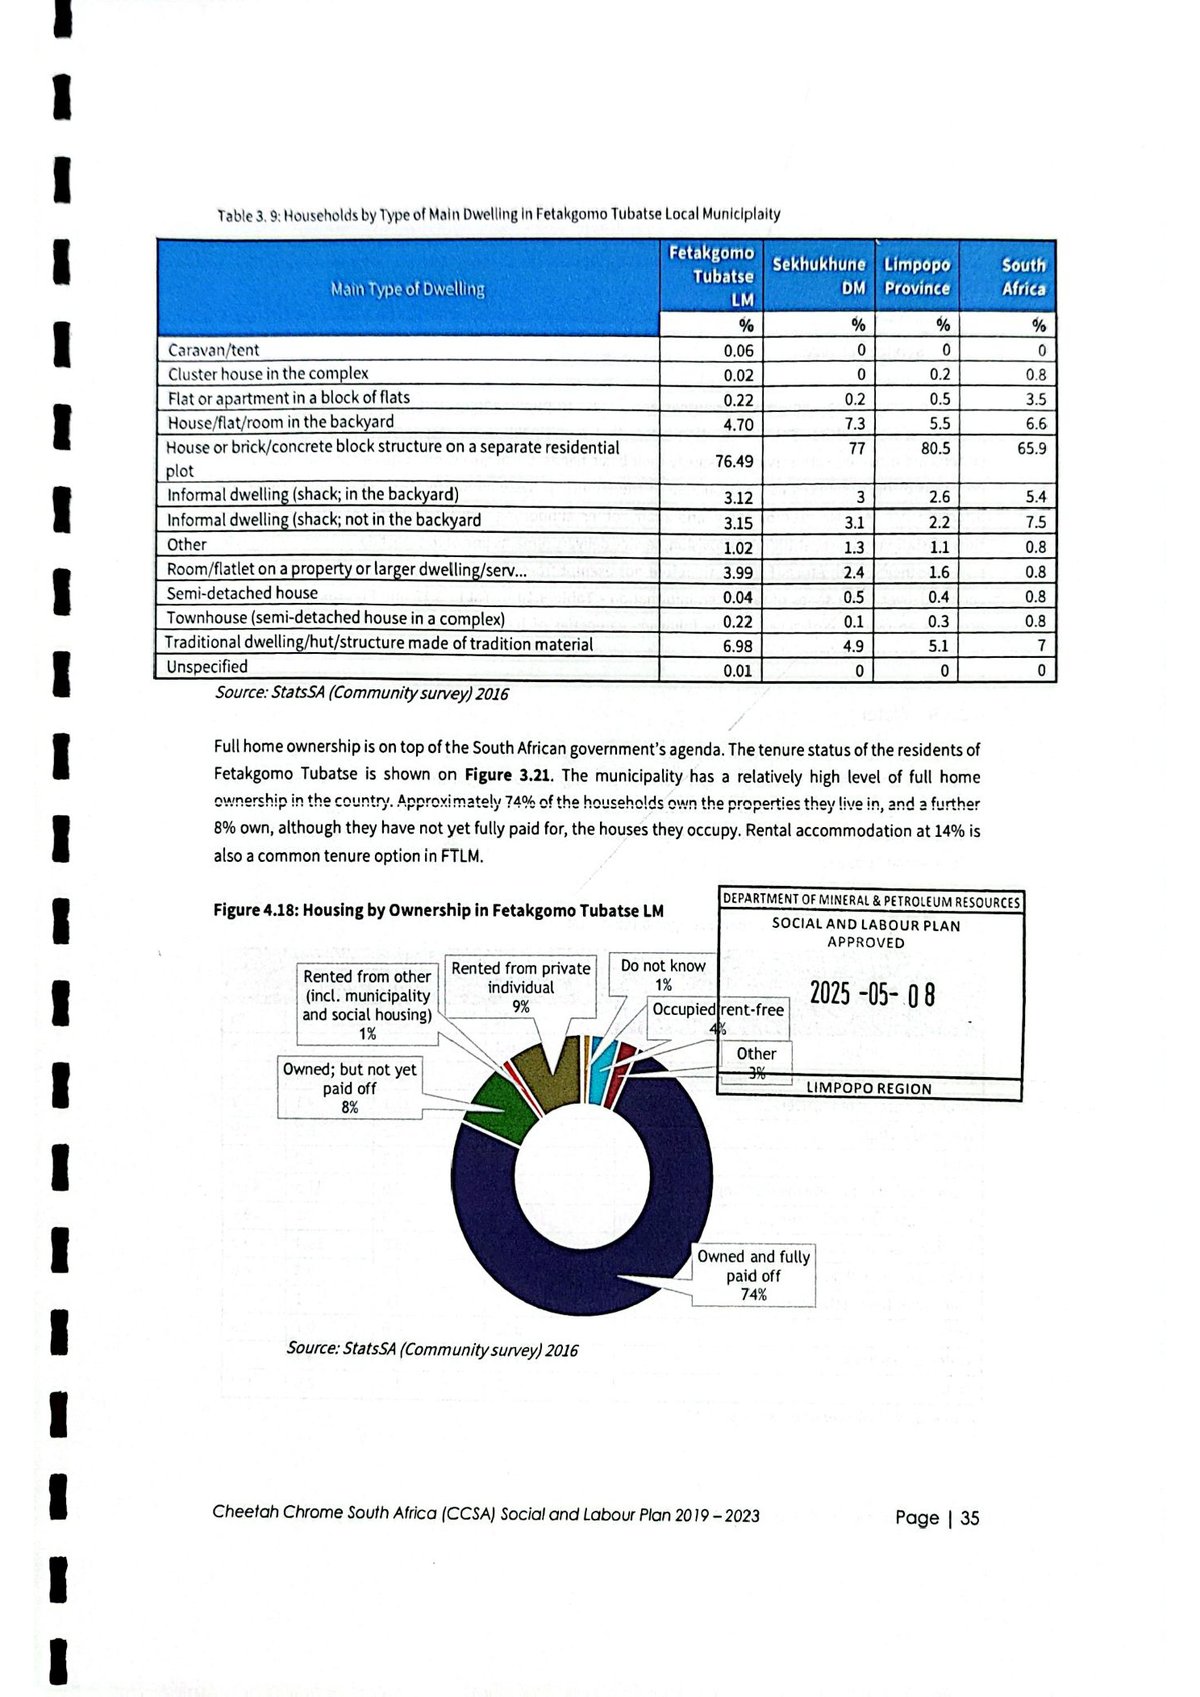 Table 3. 9: Households by Type of Main Dwelling in Fetakgomo Tubatse Local Municiplaity
Main Type of Dwelling | Fetakgomo Tubatse LM | Sekhukhune DM | Limpopo Province | South Africa
% | % | % | %
Caravan/tent | 0.06 | 0 | 0 | 0
Cluster house in the complex | 0.02 | 0 | 0.2 | 0.8
Flat or apartment in a block of flats | 0.22 | 0.2 | 0.5 | 3.5
House/flat/room in the backyard | 4.70 | 7.3 | 5.5 | 6.6
House or brick/concrete block structure on a separate residential plot | 76.49 | 77 | 80.5 | 65.9
Informal dwelling (shack; in the backyard) | 3.12 | 3 | 2.6 | 5.4
Informal dwelling (shack; not in the backyard | 3.15 | 3.1 | 2.2 | 7.5
Other | 1.02 | 1.3 | 1.1 | 0.8
Room/flatlet on a property or larger dwelling/serv... | 3.99 | 2.4 | 1.6 | 0.8
Semi-detached house | 0.04 | 0.5 | 0.4 | 0.8
Townhouse (semi-detached house in a complex) | 0.22 | 0.1 | 0.3 | 0.8
Traditional dwelling/hut/structure made of tradition material | 6.98 | 4.9 | 5.1 | 7
Unspecified | 0.01 | 0 | 0 | 0
Source: StatsSA (Community survey) 2016
Full home ownership is on top of the South African government's agenda. The tenure status of the residents of
Fetakgomo Tubatse is shown on Figure 3.21. The municipality has a relatively high level of full home
ownership in the country. Approximately 74% of the households own the properties they live in, and a further
8% own, although they have not yet fully paid for, the houses they occupy. Rental accommodation at 14% is
also a common tenure option in FTLM.
Figure 4.18: Housing by Ownership in Fetakgomo Tubatse LM
DEPARTMENT OF MINERAL & PETROLEUM RESOURCES
SOCIAL AND LABOUR PLAN
APPROVED
2025 -05- 08
LIMPOPO REGION
Rented from other
(incl. municipality
and social housing)
1%
Rented from private
individual
9%
Do not know
1%
Occupied rent-free
4%
Other
3%
Owned; but not yet
paid off
8%
Owned and fully
paid off
74%
Source: StatsSA (Community survey) 2016
Cheetah Chrome South Africa (CCSA) Social and Labour Plan 2019 – 2023
Page | 35